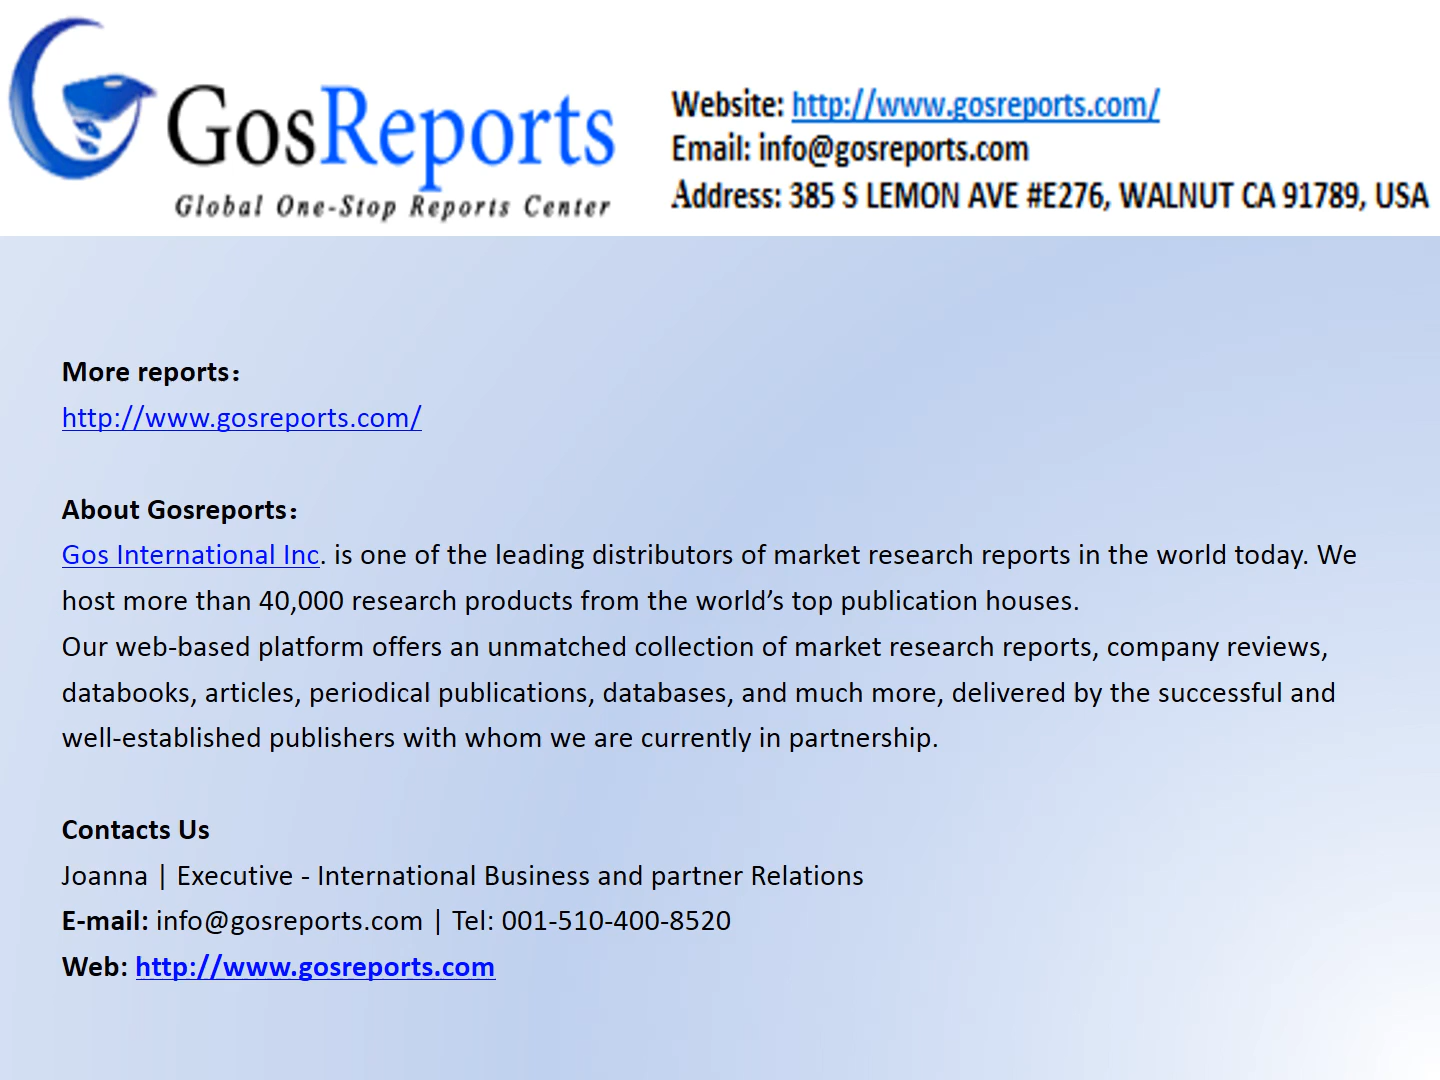 GosReports
Global One-Stop Reports Center
Website: http://www.gosreports.com/
Email: info@gosreports.com
Address: 385 S LEMON AVE #E276, WALNUT CA 91789, USA
More reports：
http://www.gosreports.com/
About Gosreports：
Gos International Inc. is one of the leading distributors of market research reports in the world today. We
host more than 40,000 research products from the world’s top publication houses.
Our web-based platform offers an unmatched collection of market research reports, company reviews,
databooks, articles, periodical publications, databases, and much more, delivered by the successful and
well-established publishers with whom we are currently in partnership.
Contacts Us
Joanna | Executive - International Business and partner Relations
E-mail: info@gosreports.com | Tel: 001-510-400-8520
Web: http://www.gosreports.com